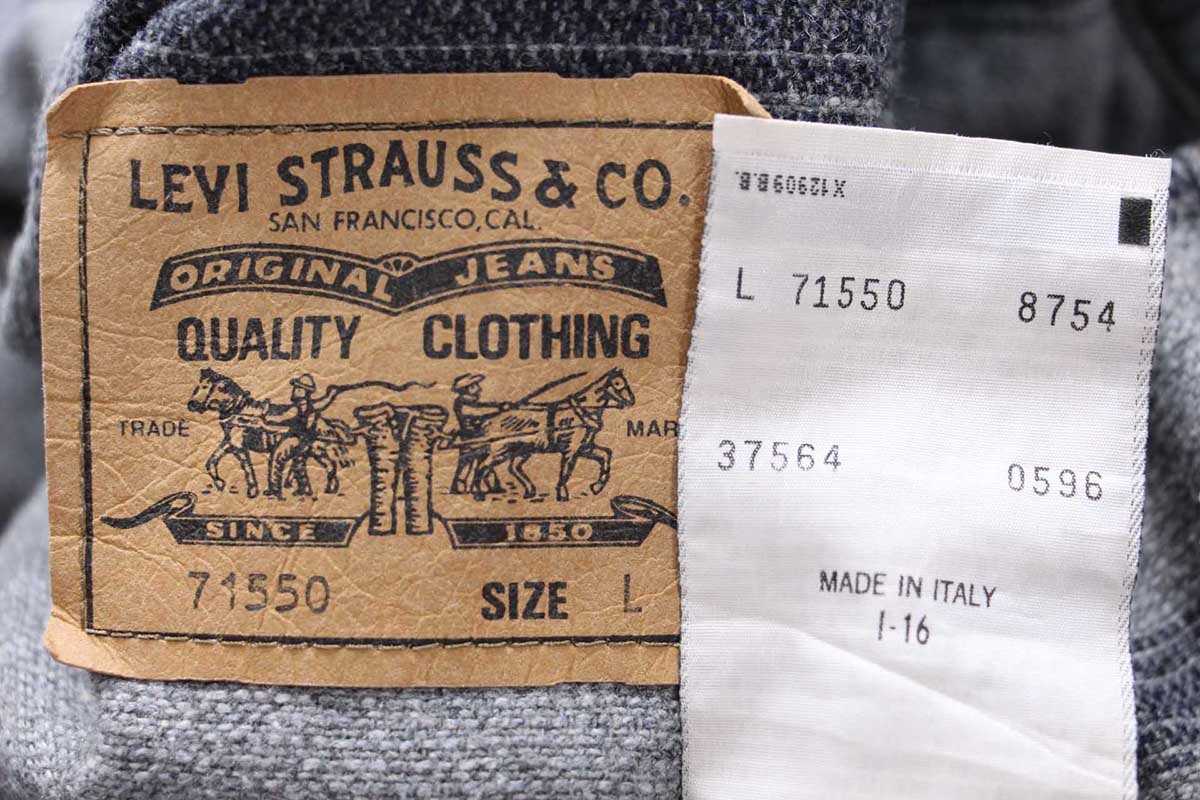 LEVI STRAUSS & CO.
SAN FRANCISCO, CAL.
ORIGINAL JEANS
QUALITY CLOTHING
TRADE MAR
SINCE 1850
71550 SIZE L
X12909B.B.
L 71550 8754
37564 0596
MADE IN ITALY
I-16